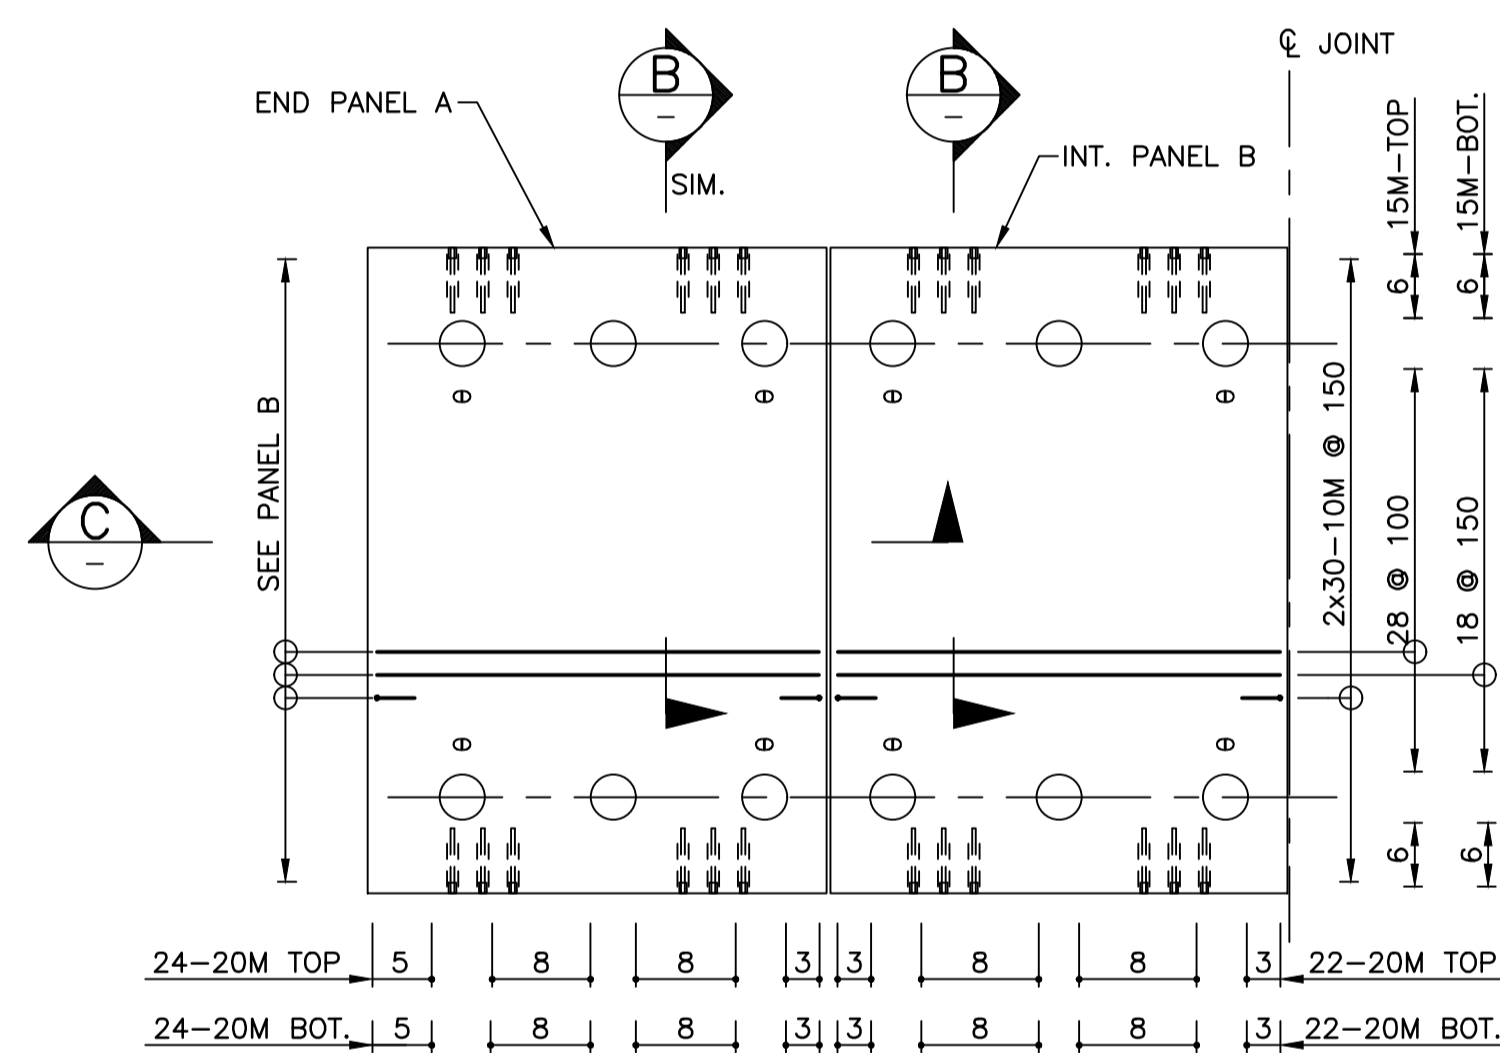 ℄ JOINT
B
–
SIM.
B
–
END PANEL A
INT. PANEL B
15M-TOP
15M-BOT.
6
6
SEE PANEL B
C
–
2x30-10M @ 150
28 @ 100
18 @ 150
6
6
24-20M TOP 5 8 8 3 3 8 8 3 22-20M TOP
24-20M BOT. 5 8 8 3 3 8 8 3 22-20M BOT.